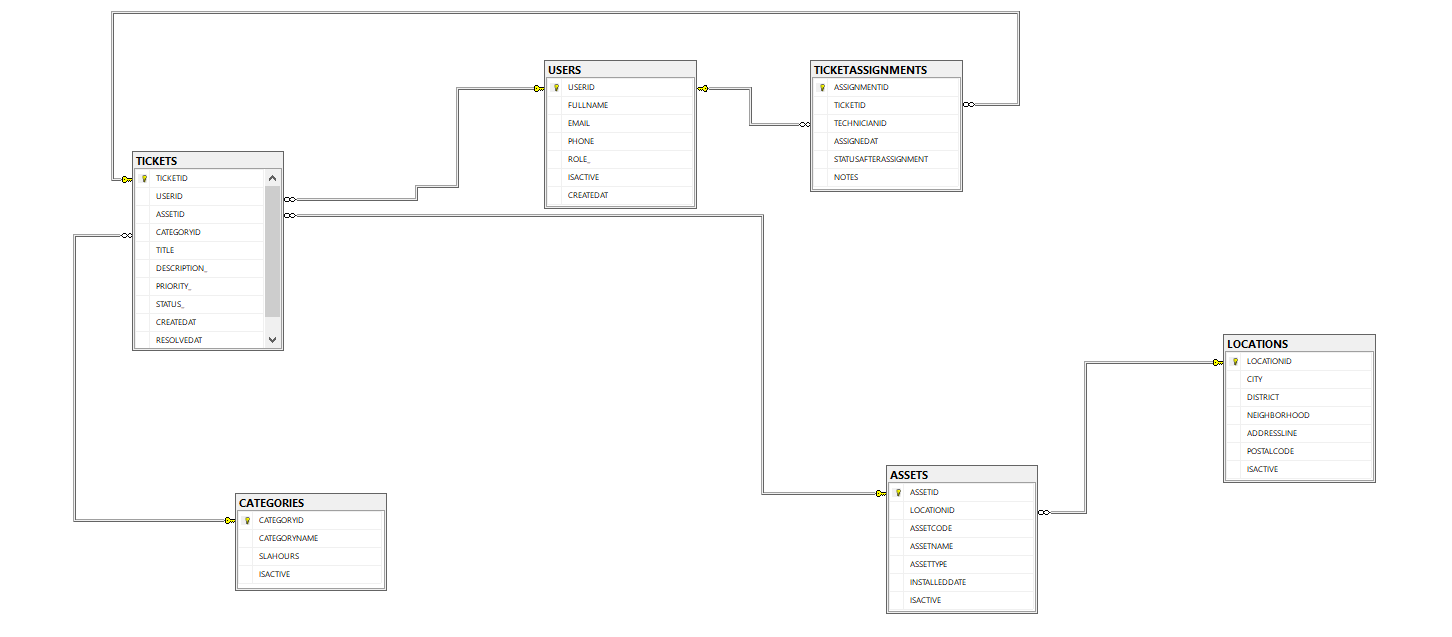 USERS
USERID
FULLNAME
EMAIL
PHONE
ROLE_
ISACTIVE
CREATEDAT
TICKETASSIGNMENTS
ASSIGNMENTID
TICKETID
TECHNICIANID
ASSIGNEDAT
STATUSAFTERASSIGNMENT
NOTES
TICKETS
TICKETID
USERID
ASSETID
CATEGORYID
TITLE
DESCRIPTION_
PRIORITY_
STATUS_
CREATEDAT
RESOLVEDAT
LOCATIONS
LOCATIONID
CITY
DISTRICT
NEIGHBORHOOD
ADDRESSLINE
POSTALCODE
ISACTIVE
ASSETS
ASSETID
LOCATIONID
ASSETCODE
ASSETNAME
ASSETTYPE
INSTALLEDDATE
ISACTIVE
CATEGORIES
CATEGORYID
CATEGORYNAME
SLAHOURS
ISACTIVE